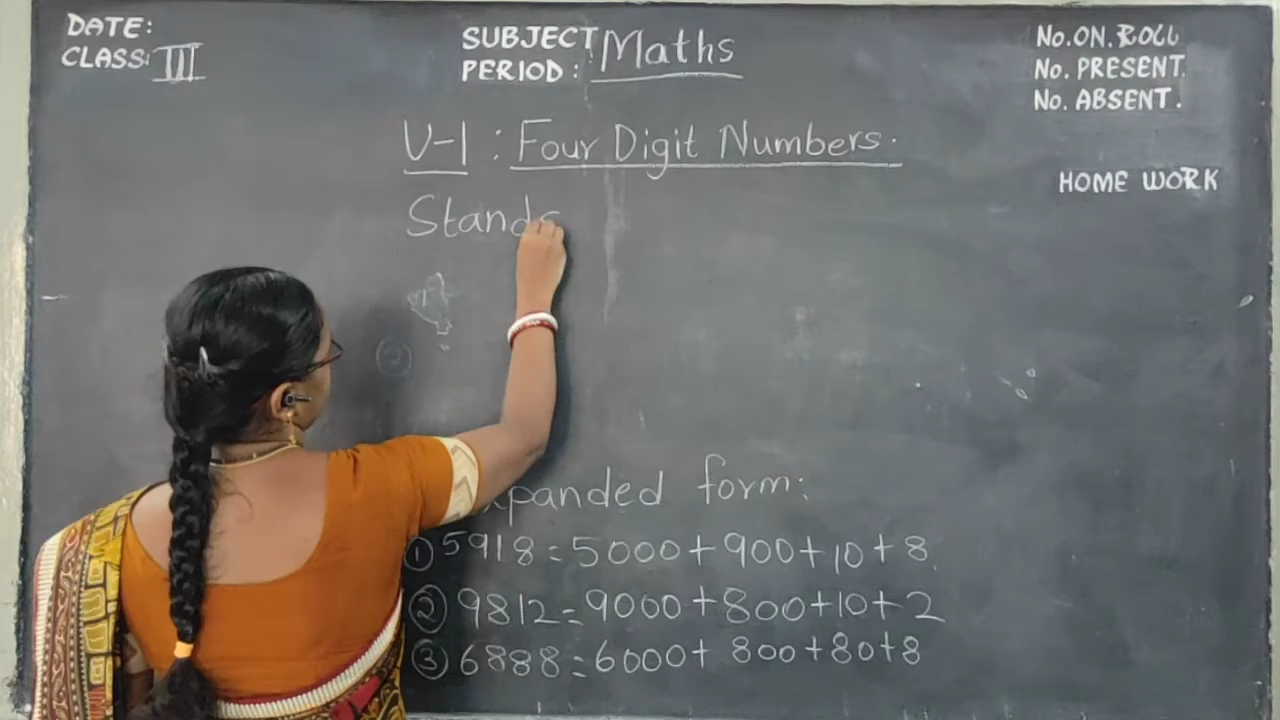 DATE:
CLASS: III
SUBJECT: Maths
PERIOD:
No.ON.ROLL
No. PRESENT.
No. ABSENT.
V-1 : Four Digit Numbers.
HOME WORK
Stand
xpanded form:
① 5918 = 5000+900+10+8.
② 9812 = 9000+800+10+2
③ 6888 = 6000+ 800+80+8